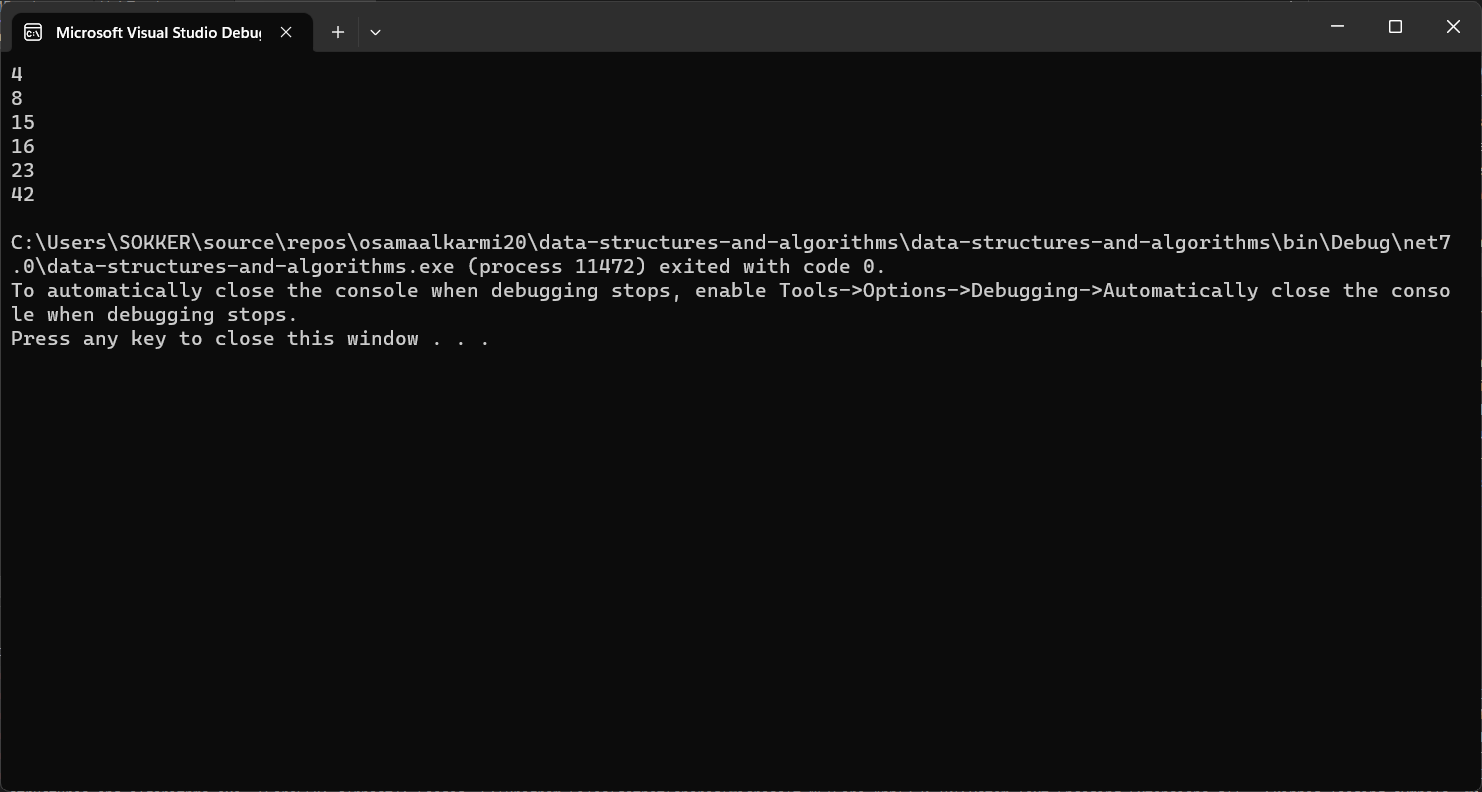 Microsoft Visual Studio Debug
4
8
15
16
23
42
C:\Users\SOKKER\source\repos\osamaalkarmi20\data-structures-and-algorithms\data-structures-and-algorithms\bin\Debug\net7
.0\data-structures-and-algorithms.exe (process 11472) exited with code 0.
To automatically close the console when debugging stops, enable Tools->Options->Debugging->Automatically close the conso
le when debugging stops.
Press any key to close this window . . .